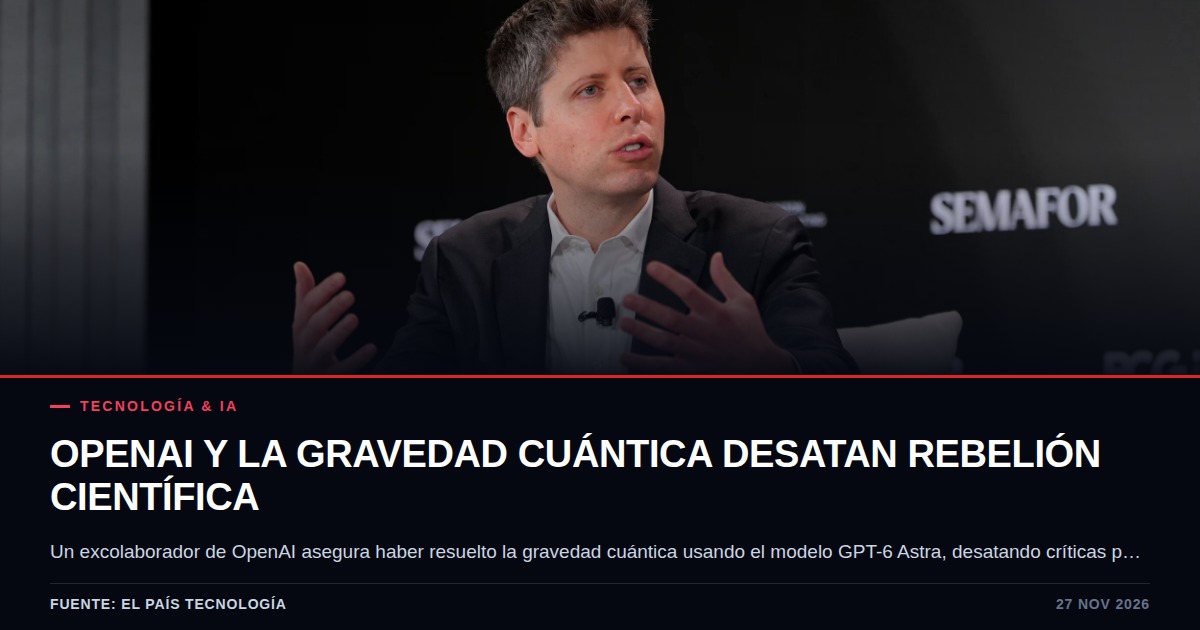 SEMAFOR
TECNOLOGÍA & IA
OPENAI Y LA GRAVEDAD CUÁNTICA DESATAN REBELIÓN
CIENTÍFICA
Un excolaborador de OpenAI asegura haber resuelto la gravedad cuántica usando el modelo GPT-6 Astra, desatando críticas p…
FUENTE: EL PAÍS TECNOLOGÍA
27 NOV 2026